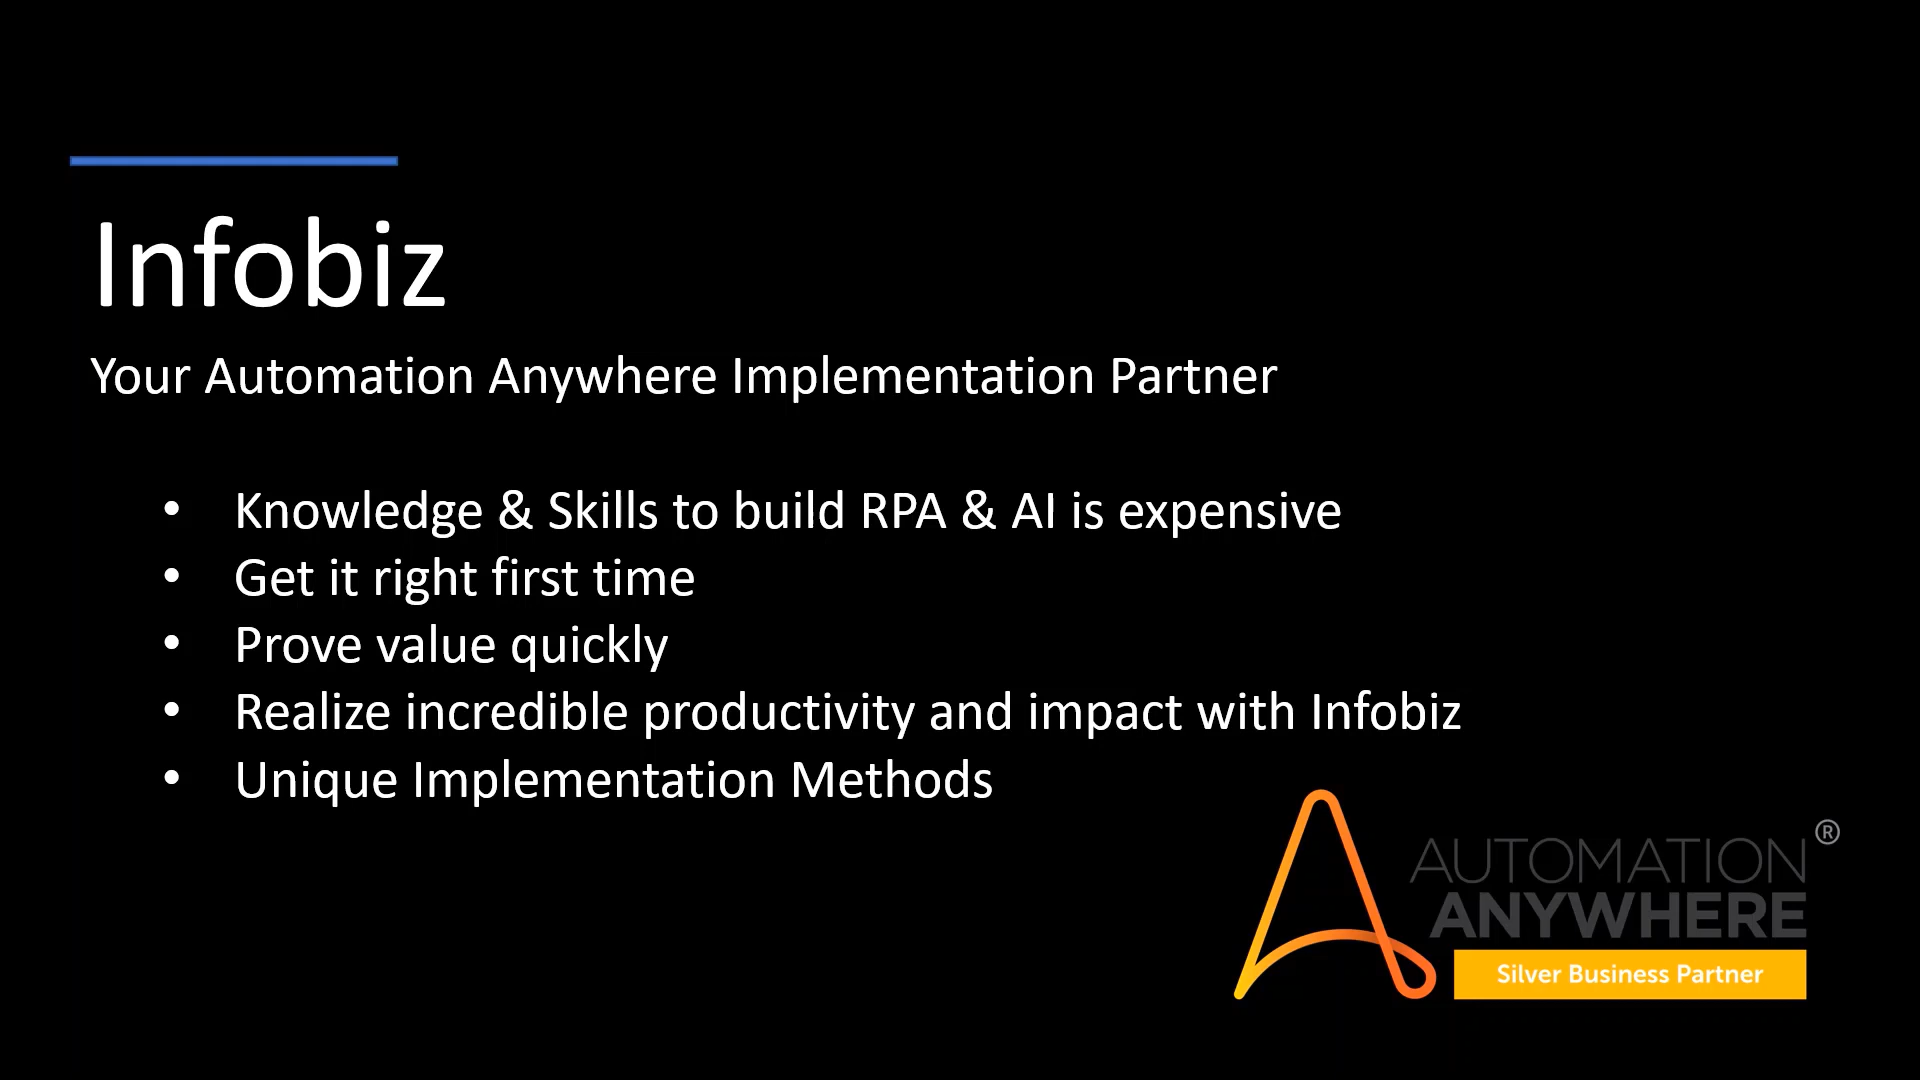 Infobiz
Your Automation Anywhere Implementation Partner
• Knowledge & Skills to build RPA & AI is expensive
• Get it right first time
• Prove value quickly
• Realize incredible productivity and impact with Infobiz
• Unique Implementation Methods
AUTOMATION ®
ANYWHERE
Silver Business Partner